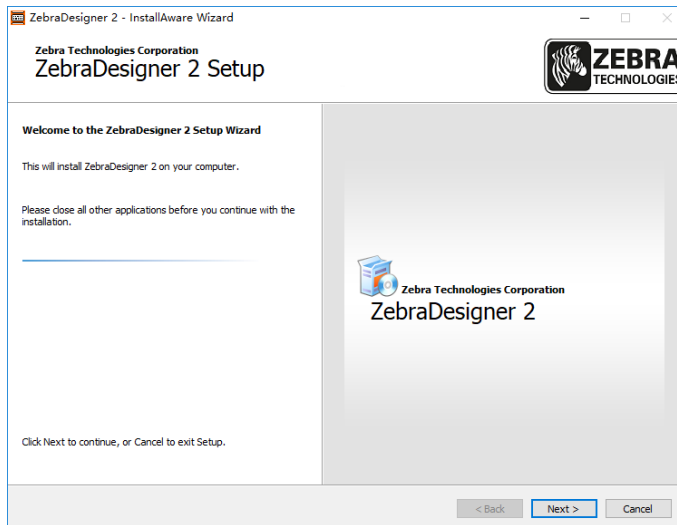 ZebraDesigner 2 - InstallAware Wizard
Zebra Technologies Corporation
ZebraDesigner 2 Setup
ZEBRA
TECHNOLOGIES
Welcome to the ZebraDesigner 2 Setup Wizard
This will install ZebraDesigner 2 on your computer.
Please close all other applications before you continue with the
installation.
Zebra Technologies Corporation
ZebraDesigner 2
Click Next to continue, or Cancel to exit Setup.
< Back
Next >
Cancel